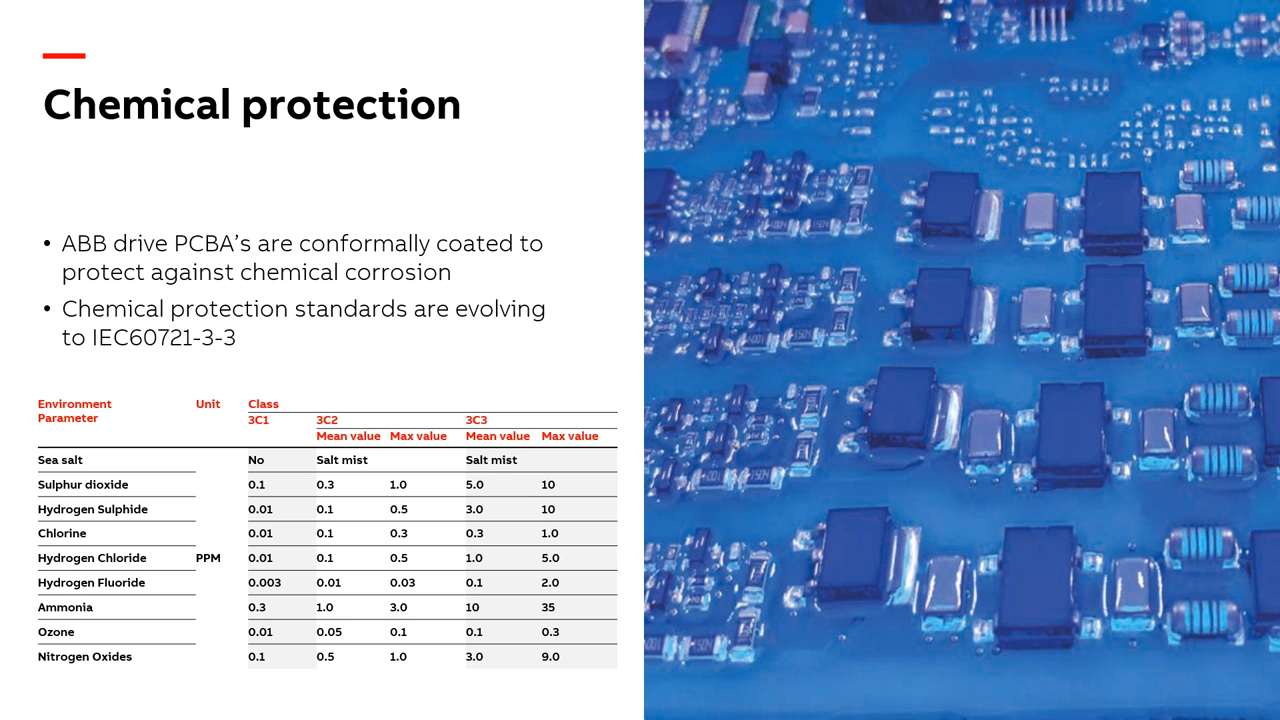 Chemical protection
• ABB drive PCBA’s are conformally coated to
protect against chemical corrosion
• Chemical protection standards are evolving
to IEC60721-3-3
Environment Parameter Unit Class
3C1 3C2 3C3
Mean value Max value Mean value Max value
Sea salt No Salt mist Salt mist
Sulphur dioxide 0.1 0.3 1.0 5.0 10
Hydrogen Sulphide 0.01 0.1 0.5 3.0 10
Chlorine 0.01 0.1 0.3 0.3 1.0
Hydrogen Chloride PPM 0.01 0.1 0.5 1.0 5.0
Hydrogen Fluoride 0.003 0.01 0.03 0.1 2.0
Ammonia 0.3 1.0 3.0 10 35
Ozone 0.01 0.05 0.1 0.1 0.3
Nitrogen Oxides 0.1 0.5 1.0 3.0 9.0